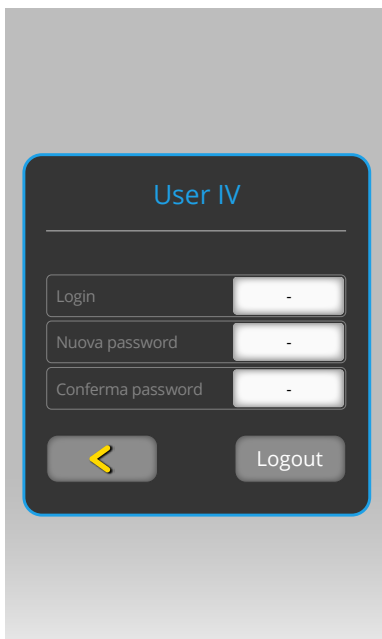 User IV
Login -
Nuova password -
Conferma password -
< Logout